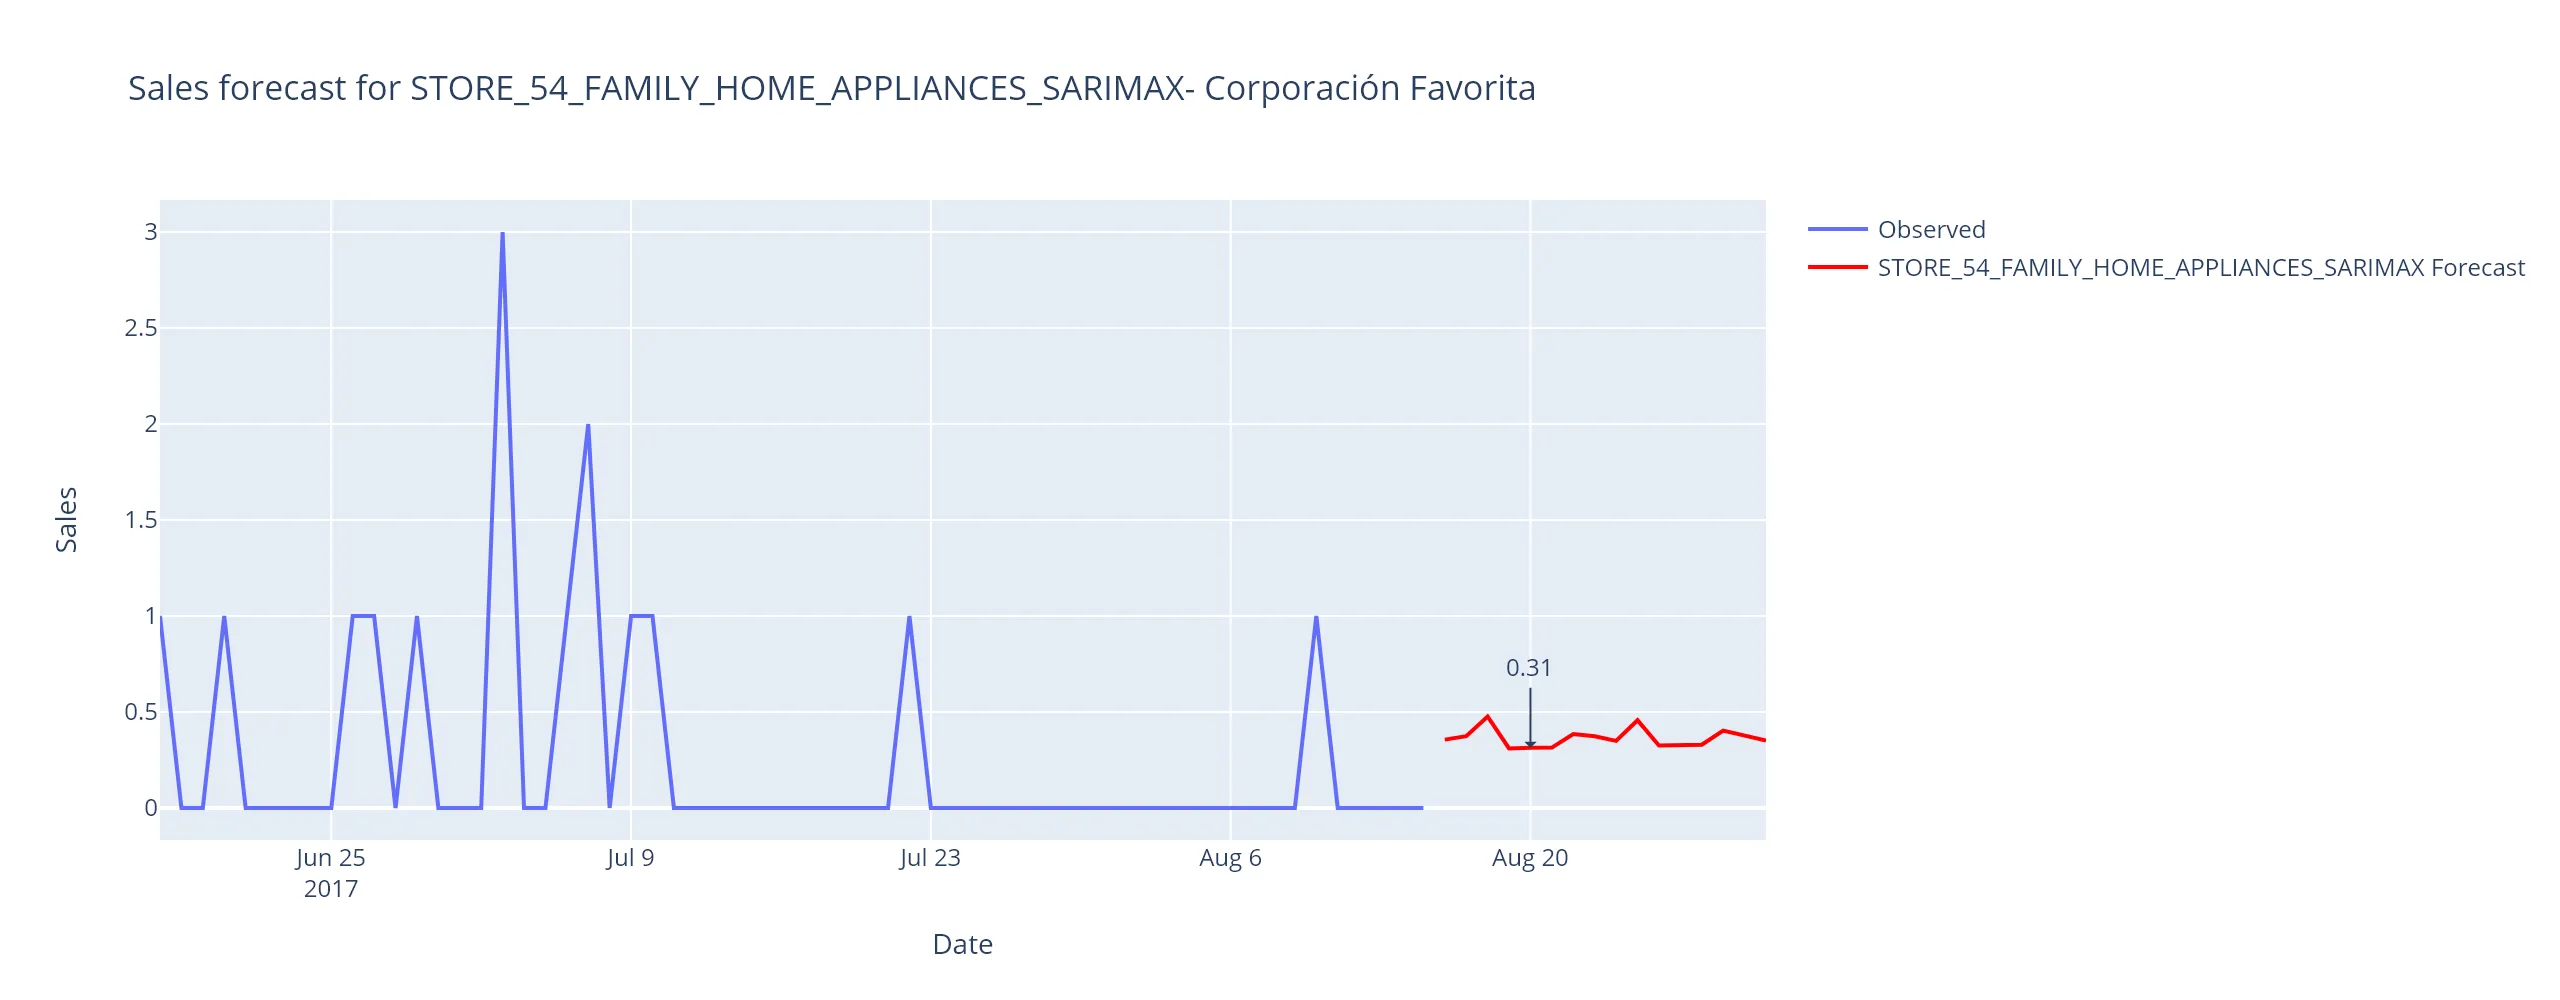 Sales forecast for STORE_54_FAMILY_HOME_APPLIANCES_SARIMAX- Corporación Favorita
Observed
STORE_54_FAMILY_HOME_APPLIANCES_SARIMAX Forecast
3
2.5
2
1.5
1
0.5
0
Sales
0.31
Jun 25
2017
Jul 9
Jul 23
Aug 6
Aug 20
Date